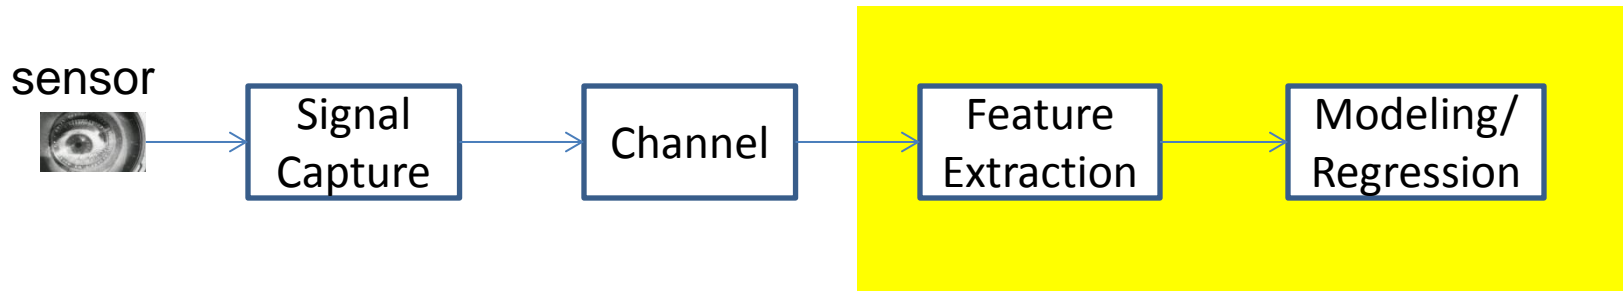 sensor
Signal
Capture
Channel
Feature
Extraction
Modeling/
Regression